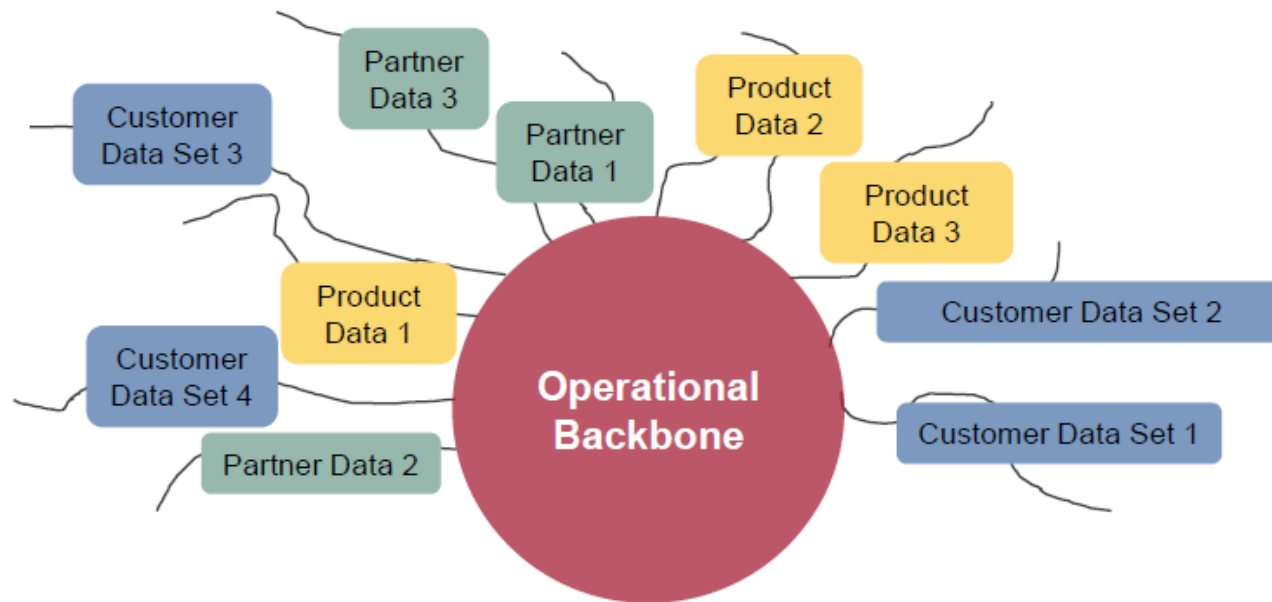 Partner
Data 3
Product
Data 2
Customer
Data Set 3
Partner
Data 1
Product
Data 3
Product
Data 1
Customer Data Set 2
Customer
Data Set 4
Operational
Backbone
Customer Data Set 1
Partner Data 2